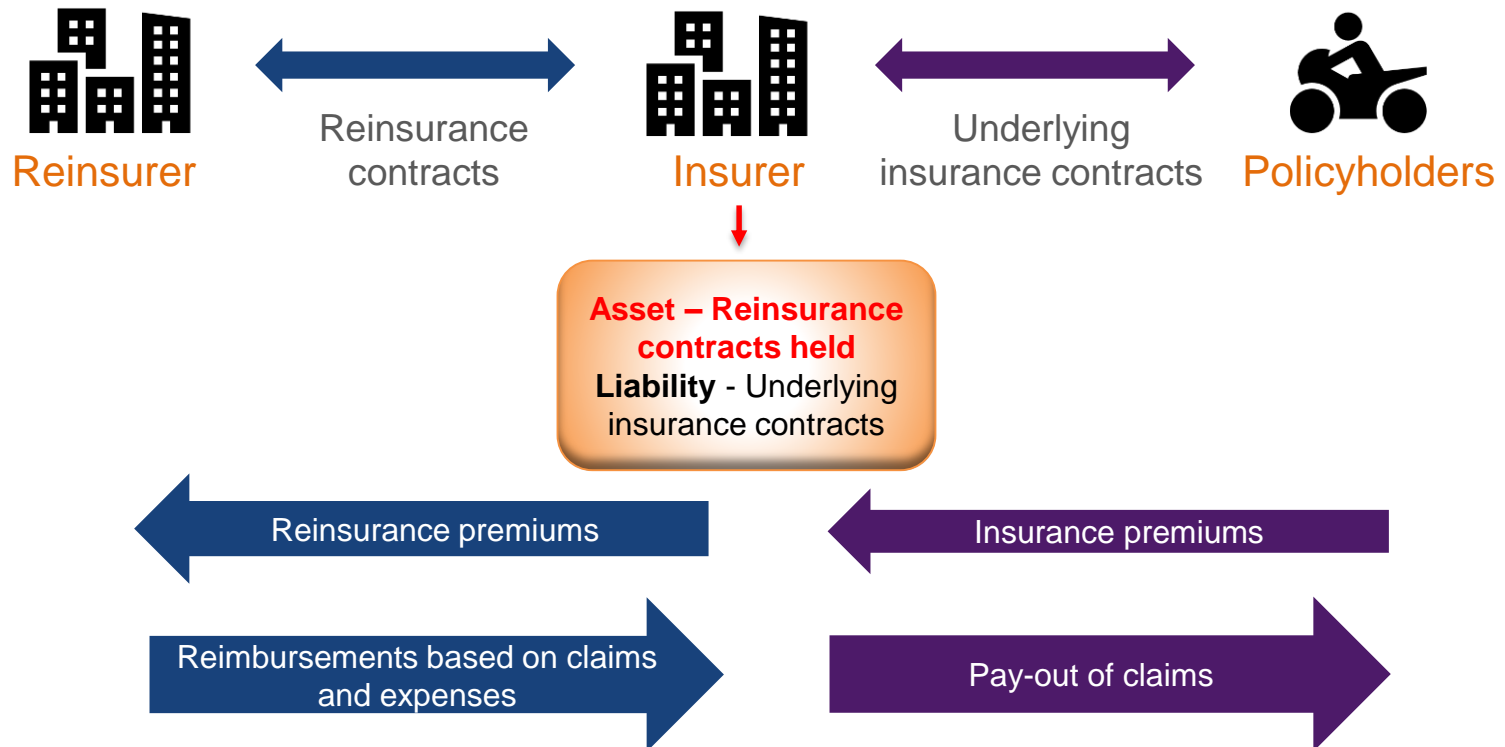 Reinsurer
Reinsurance
contracts
Insurer
Underlying
insurance contracts
Policyholders
Asset – Reinsurance
contracts held
Liability - Underlying
insurance contracts
Reinsurance premiums
Insurance premiums
Reimbursements based on claims
and expenses
Pay-out of claims